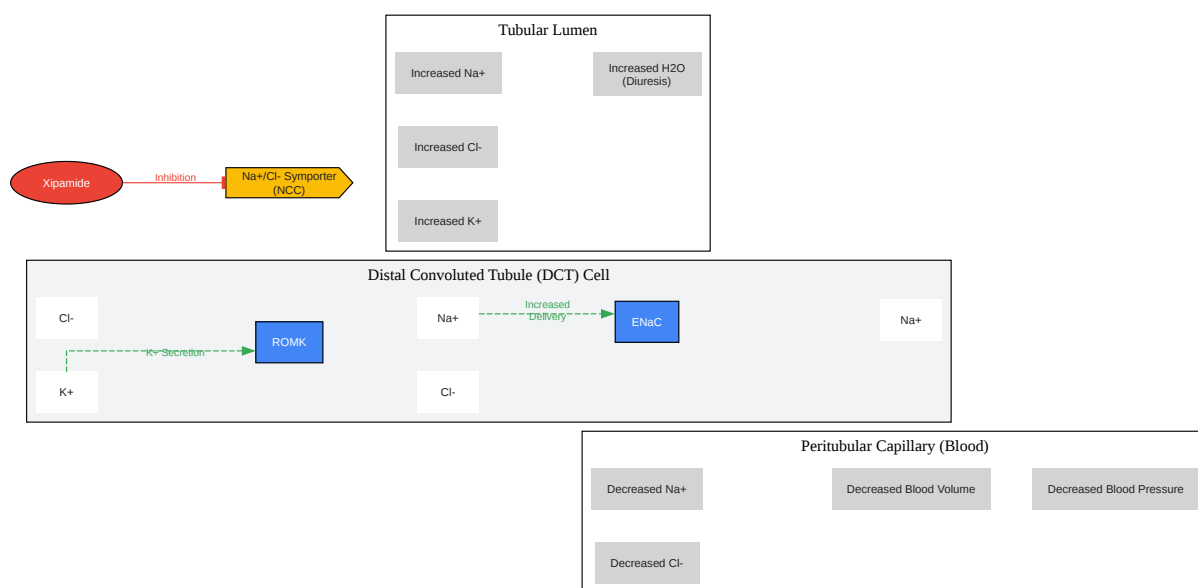 Tubular Lumen
Increased Na+
Increased H2O
(Diuresis)
Increased Cl-
Xipamide
Inhibition
Na+/Cl- Symporter
(NCC)
Increased K+
Distal Convoluted Tubule (DCT) Cell
Cl-
Na+
Increased
Delivery
ENaC
Na+
K+ Secretion
ROMK
K+
Cl-
Peritubular Capillary (Blood)
Decreased Na+
Decreased Blood Volume
Decreased Blood Pressure
Decreased Cl-